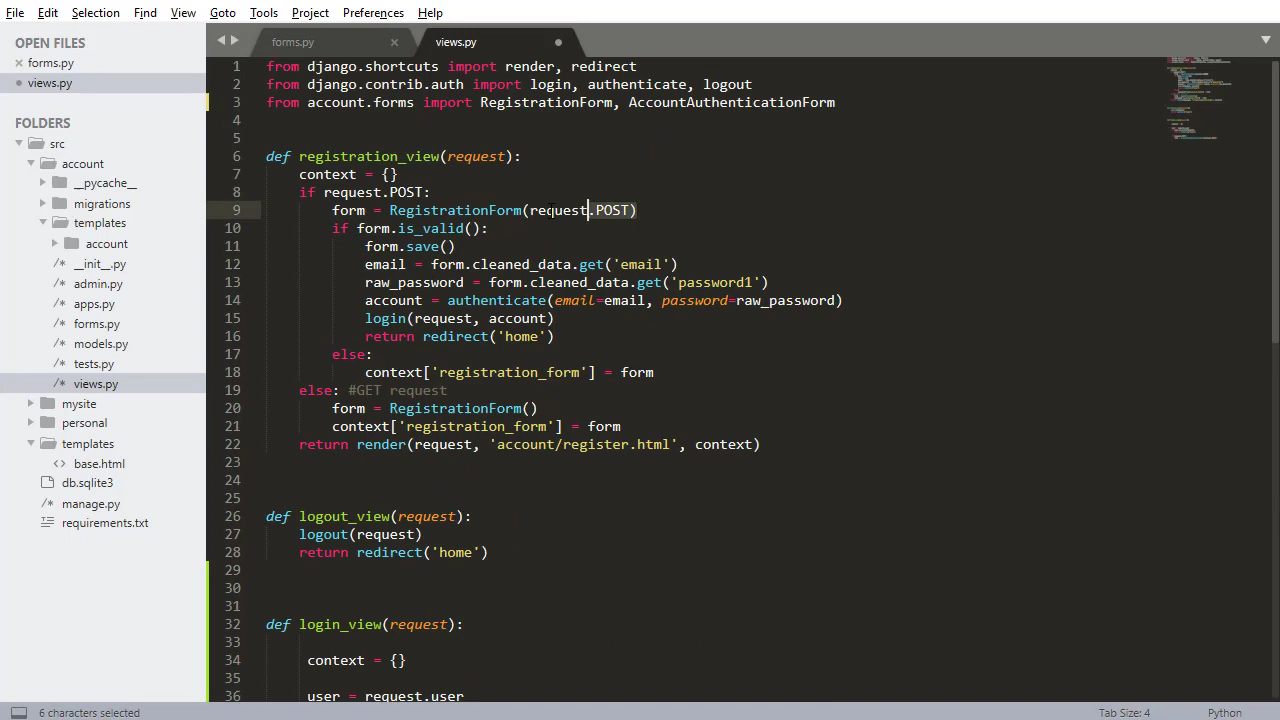 File Edit Selection Find View Goto Tools Project Preferences Help
OPEN FILES
forms.py
views.py
FOLDERS
src
account
__pycache__
migrations
templates
account
__init__.py
admin.py
apps.py
forms.py
models.py
tests.py
views.py
mysite
personal
templates
base.html
db.sqlite3
manage.py
requirements.txt
forms.py views.py
1 from django.shortcuts import render, redirect
2 from django.contrib.auth import login, authenticate, logout
3 from account.forms import RegistrationForm, AccountAuthenticationForm
4
5
6 def registration_view(request):
7 context = {}
8 if request.POST:
9 form = RegistrationForm(request.POST)
10 if form.is_valid():
11 form.save()
12 email = form.cleaned_data.get('email')
13 raw_password = form.cleaned_data.get('password1')
14 account = authenticate(email=email, password=raw_password)
15 login(request, account)
16 return redirect('home')
17 else:
18 context['registration_form'] = form
19 else: #GET request
20 form = RegistrationForm()
21 context['registration_form'] = form
22 return render(request, 'account/register.html', context)
23
24
25
26 def logout_view(request):
27 logout(request)
28 return redirect('home')
29
30
31
32 def login_view(request):
33
34 context = {}
35
36 user = request.user
6 characters selected
Tab Size: 4 Python